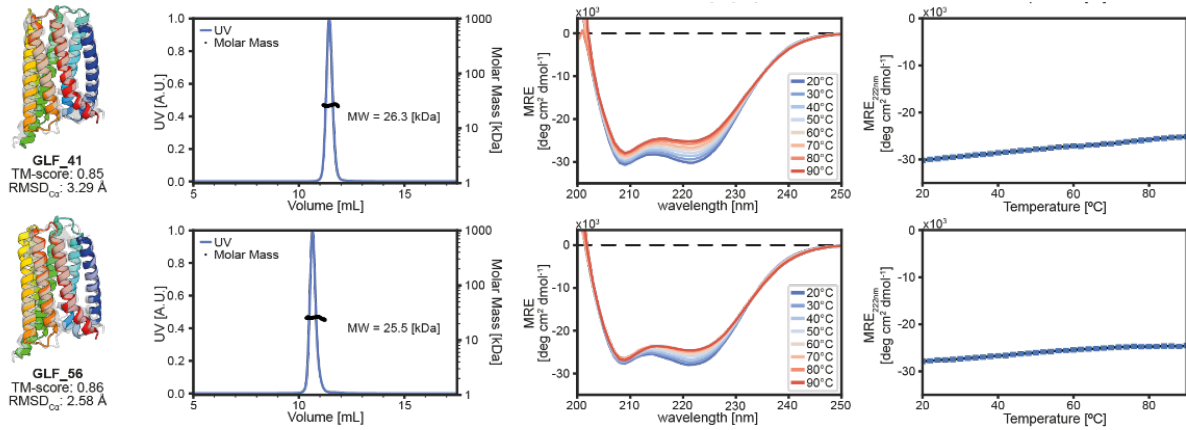 GLF_41
TM-score: 0.85
RMSDCα: 3.29 Å
UV [A.U.]
1.0
0.8
0.6
0.4
0.2
0.0
UV
Molar Mass
MW = 26.3 [kDa]
1000
100
10
1
Molar Mass [kDa]
5 10 15
Volume [mL]
×10³
MRE
[deg cm² dmol⁻¹]
0
-10
-20
-30
20°C
30°C
40°C
50°C
60°C
70°C
80°C
90°C
200 210 220 230 240 250
wavelength [nm]
×10³
MRE222nm
[deg cm² dmol⁻¹]
0
-10
-20
-30
20 40 60 80
Temperature [ºC]
GLF_56
TM-score: 0.86
RMSDCα: 2.58 Å
UV [A.U.]
1.0
0.8
0.6
0.4
0.2
0.0
UV
Molar Mass
MW = 25.5 [kDa]
1000
100
10
1
Molar Mass [kDa]
5 10 15
Volume [mL]
×10³
MRE
[deg cm² dmol⁻¹]
0
-10
-20
-30
20°C
30°C
40°C
50°C
60°C
70°C
80°C
90°C
200 210 220 230 240 250
wavelength [nm]
×10³
MRE222nm
[deg cm² dmol⁻¹]
0
-10
-20
-30
20 40 60 80
Temperature [ºC]